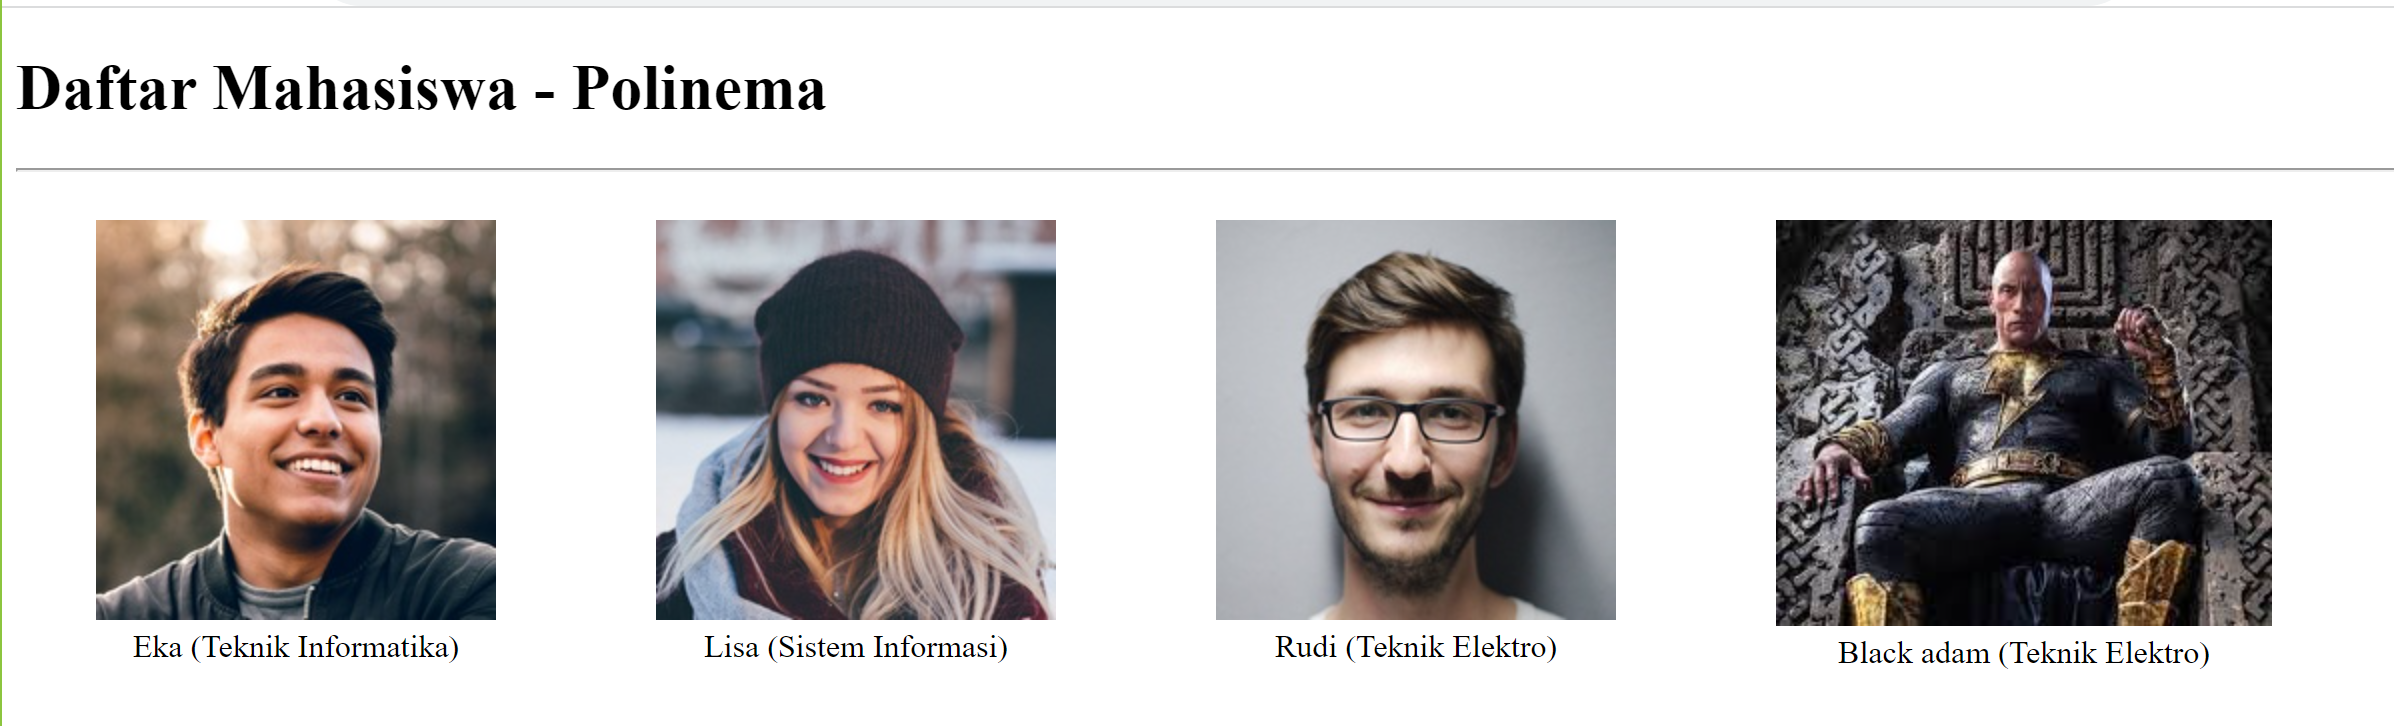 Daftar Mahasiswa - Polinema
Eka (Teknik Informatika)
Lisa (Sistem Informasi)
Rudi (Teknik Elektro)
Black adam (Teknik Elektro)